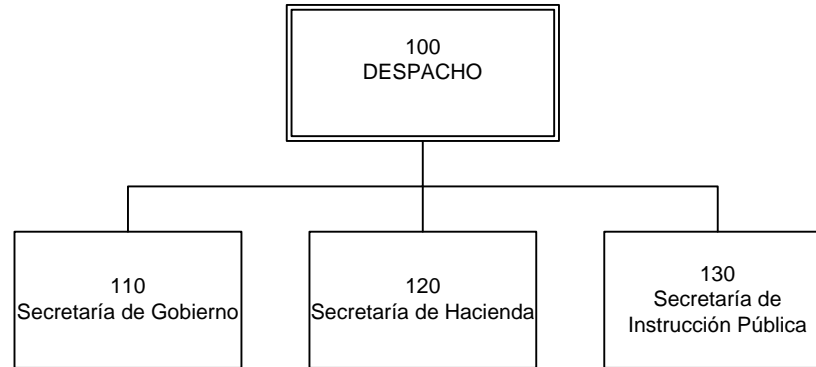 100
DESPACHO
110
Secretaría de Gobierno
120
Secretaría de Hacienda
130
Secretaría de
Instrucción Pública